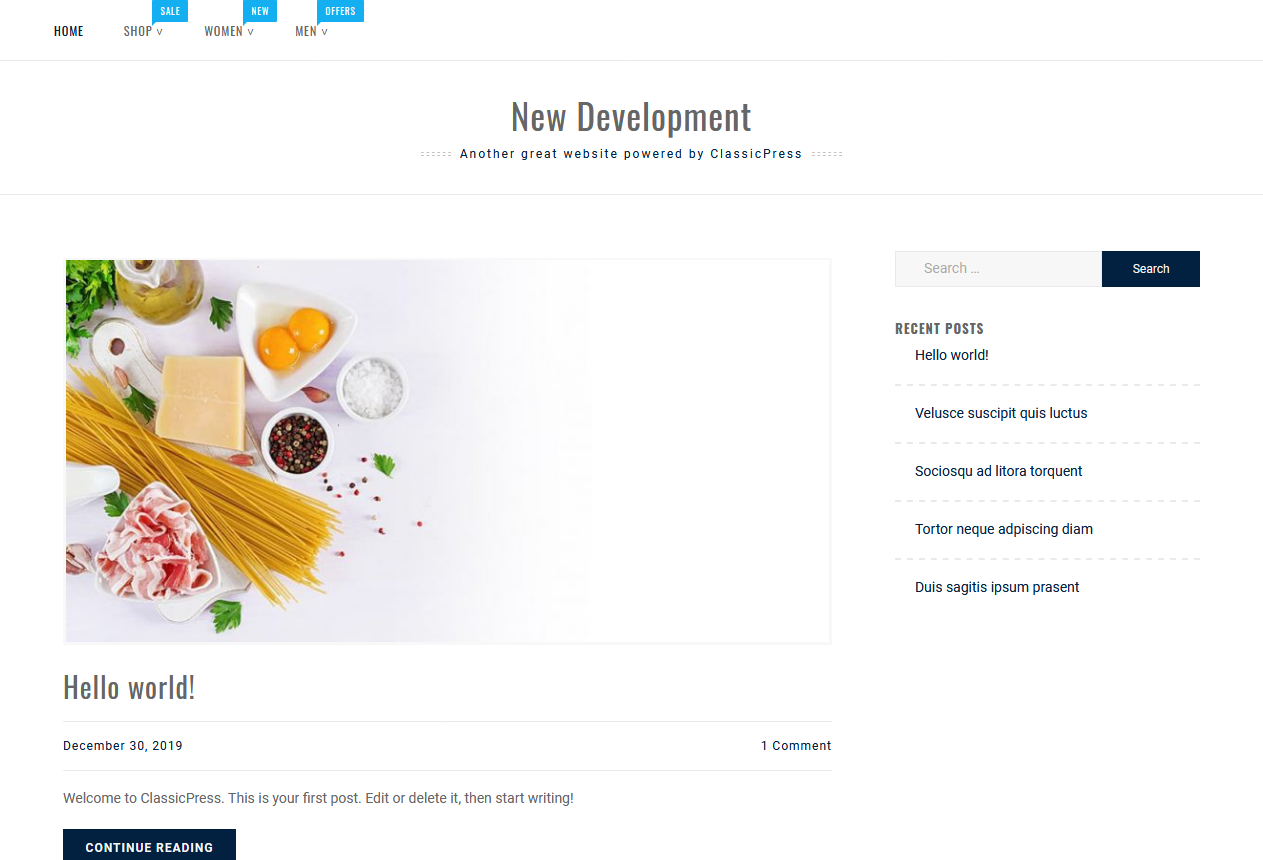 SALE NEW OFFERS
HOME SHOP v WOMEN v MEN v
New Development
Another great website powered by ClassicPress
Search ... Search
RECENT POSTS
Hello world!
Velusce suscipit quis luctus
Sociosqu ad litora torquent
Tortor neque adpiscing diam
Duis sagitis ipsum prasent
Hello world!
December 30, 2019 1 Comment
Welcome to ClassicPress. This is your first post. Edit or delete it, then start writing!
CONTINUE READING